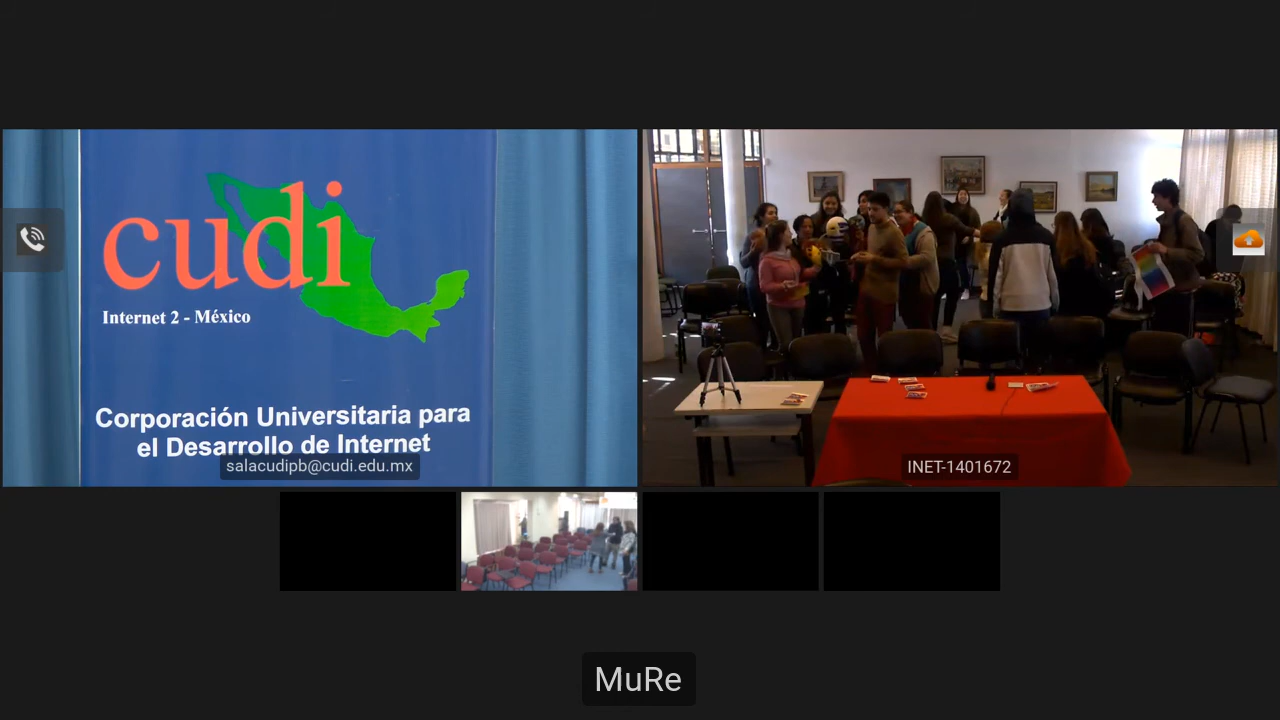 cudi
Internet 2 - México
Corporación Universitaria para
el Desarrollo de Internet
salacudipb@cudi.edu.mx
INET-1401672
MuRe